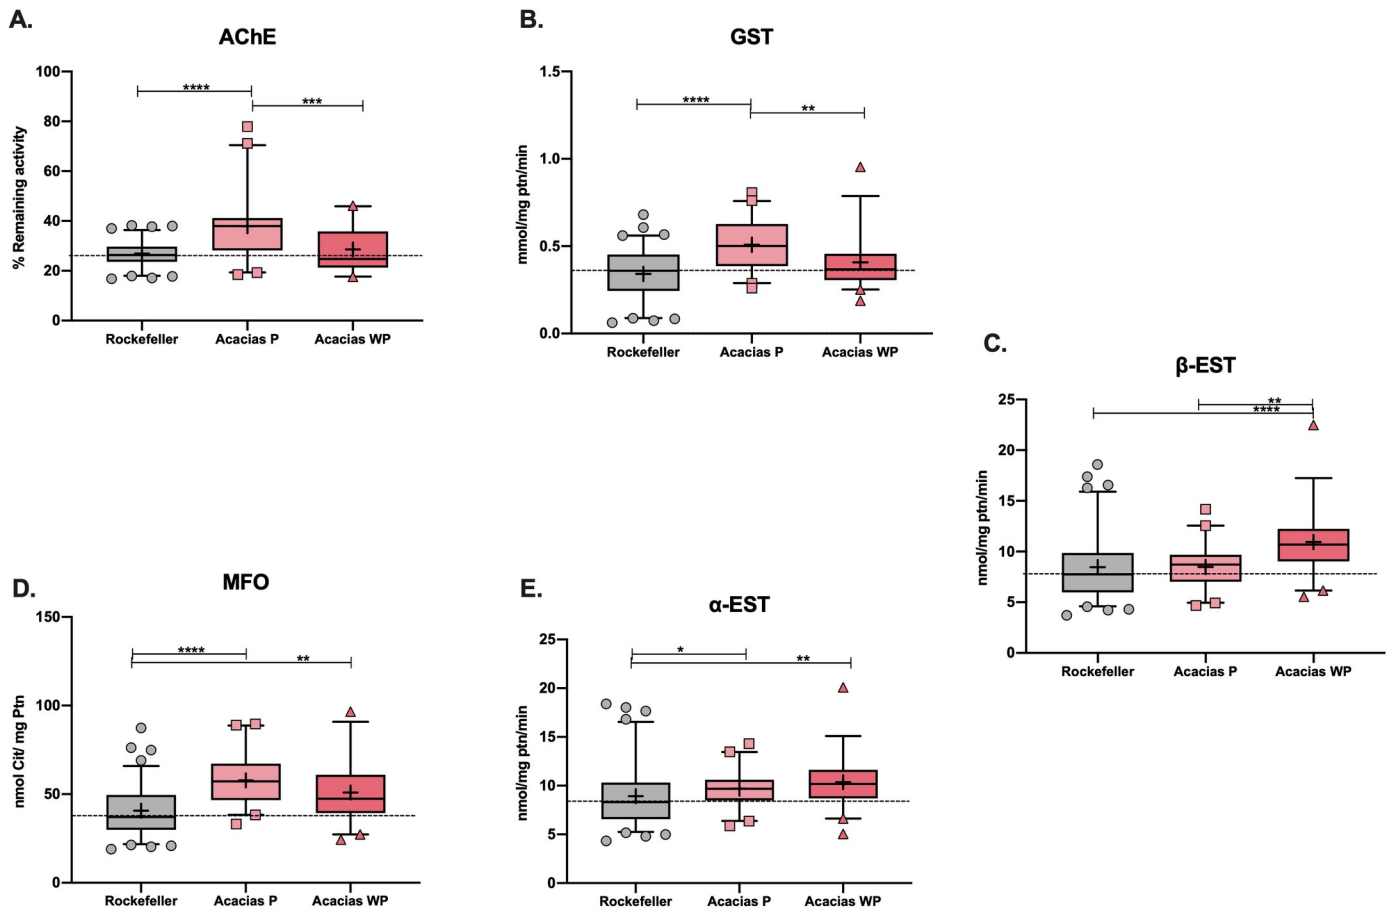 A.
AChE
% Remaining activity
100
80
60
40
20
0
****
***
Rockefeller
Acacias P
Acacias WP
B.
GST
mmol/mg ptn/min
1.5
1.0
0.5
0.0
****
**
Rockefeller
Acacias P
Acacias WP
C.
β-EST
nmol/mg ptn/min
25
20
15
10
5
0
**
****
Rockefeller
Acacias P
Acacias WP
D.
MFO
nmol Cit/ mg Ptn
150
100
50
0
****
**
Rockefeller
Acacias P
Acacias WP
E.
α-EST
nmol/mg ptn/min
25
20
15
10
5
0
*
**
Rockefeller
Acacias P
Acacias WP